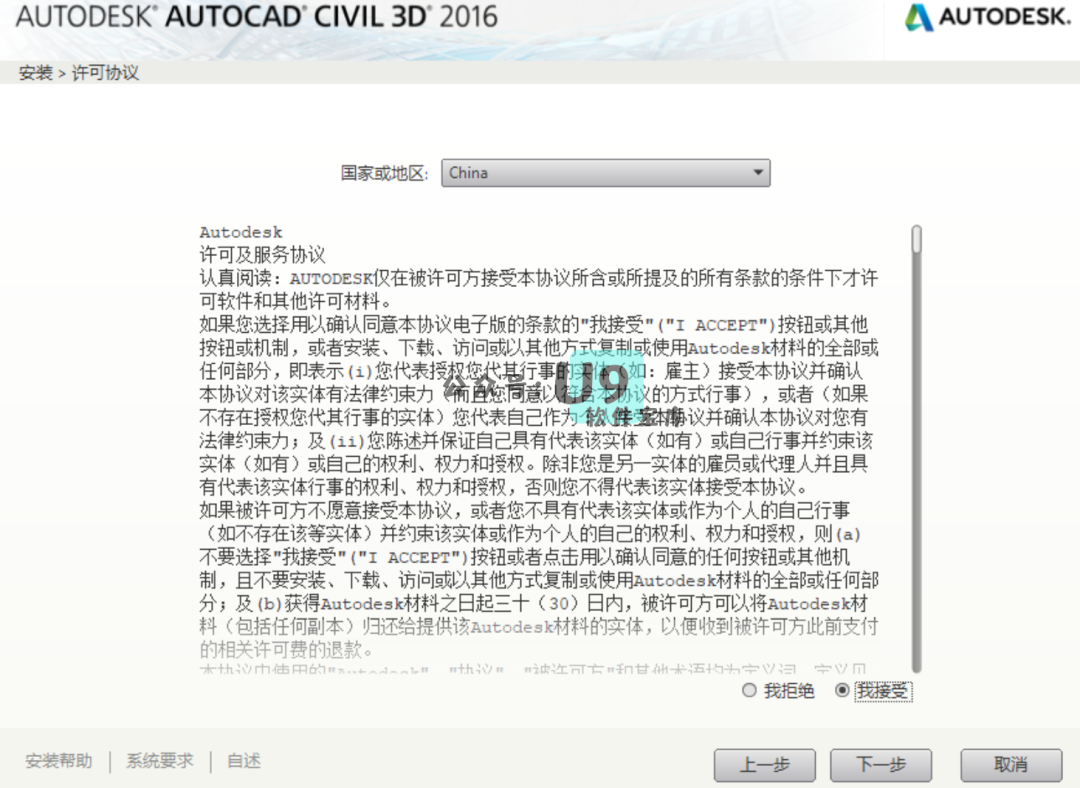 AUTODESK® AUTOCAD® CIVIL 3D® 2016
AUTODESK.
安装 > 许可协议
国家或地区: China
Autodesk
许可及服务协议
认真阅读：AUTODESK仅在被许可方接受本协议所含或所提及的所有条款的条件下才许
可软件和其他许可材料。
如果您选择用以确认同意本协议电子版的条款的"我接受"("I ACCEPT")按钮或其他
按钮或机制，或者安装、下载、访问或以其他方式复制或使用Autodesk材料的全部或
任何部分，即表示(i)您代表授权您代其行事的实体（如：雇主）接受本协议并确认
本协议对该实体有法律约束力（而且您同意以符合本协议的方式行事），或者（如果
不存在授权您代其行事的实体）您代表自己作为个人接受本协议并确认本协议对您有
法律约束力；及(ii)您陈述并保证自己具有代表该实体（如有）或自己行事并约束该
实体（如有）或自己的权利、权力和授权。除非您是另一实体的雇员或代理人并且具
有代表该实体行事的权利、权力和授权，否则您不得代表该实体接受本协议。
如果被许可方不愿意接受本协议，或者您不具有代表该实体或作为个人的自己行事
（如不存在该等实体）并约束该实体或作为个人的自己的权利、权力和授权，则(a)
不要选择"我接受"("I ACCEPT")按钮或者点击用以确认同意的任何按钮或其他机
制，且不要安装、下载、访问或以其他方式复制或使用Autodesk材料的全部或任何部
分；及(b)获得Autodesk材料之日起三十（30）日内，被许可方可以将Autodesk材
料（包括任何副本）归还给提供该Autodesk材料的实体，以便收到被许可方此前支付
的相关许可费的退款。
本协议中使用的"Autodesk"、"协议"、"被许可方"和其他术语均为定义词，定义见
公众号：U9
软件宝库
我拒绝 我接受
安装帮助 | 系统要求 | 自述
上一步 下一步 取消